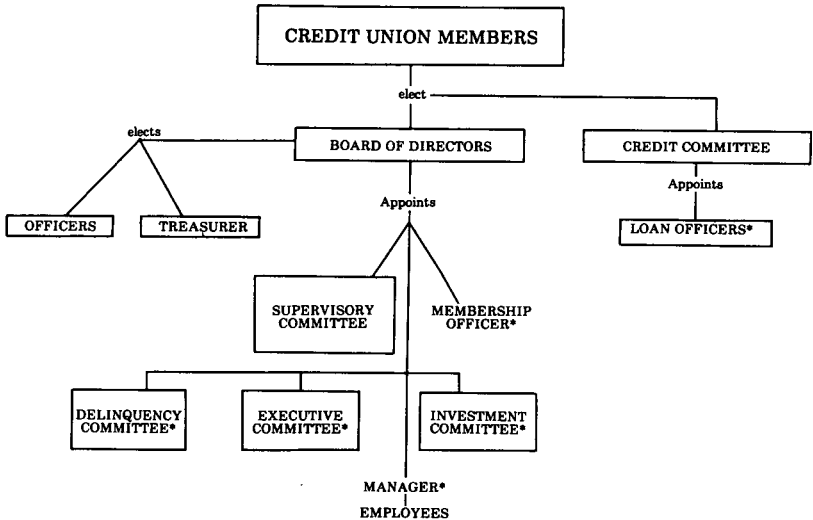 CREDIT UNION MEMBERS
elect
elects
BOARD OF DIRECTORS
CREDIT COMMITTEE
Appoints
Appoints
OFFICERS
TREASURER
LOAN OFFICERS*
SUPERVISORY
COMMITTEE
MEMBERSHIP
OFFICER*
DELINQUENCY
COMMITTEE*
EXECUTIVE
COMMITTEE*
INVESTMENT
COMMITTEE*
MANAGER*
EMPLOYEES